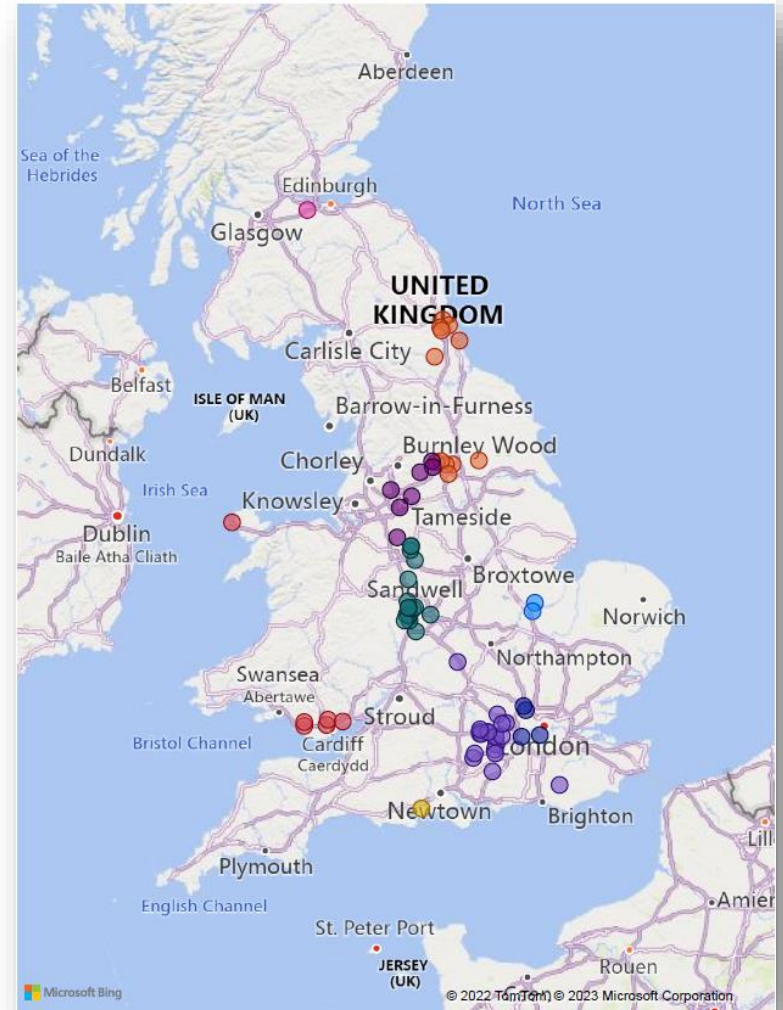 Aberdeen
Sea of the
Hebrides
Edinburgh
North Sea
Glasgow
UNITED
KINGDOM
Carlisle City
Belfast
ISLE OF MAN
(UK)
Barrow-in-Furness
Dundalk
Burnley Wood
Chorley
Irish Sea
Knowsley
Dublin
Baile Atha Cliath
Tameside
Sandwell
Broxtowe
Norwich
Northampton
Swansea
Abertawe
Stroud
Bristol Channel
Cardiff
Caerdydd
London
Newtown
Brighton
Lill
Plymouth
English Channel
Amier
St. Peter Port
JERSEY
(UK)
Rouen
Microsoft Bing
© 2022 TomTom, © 2023 Microsoft Corporation